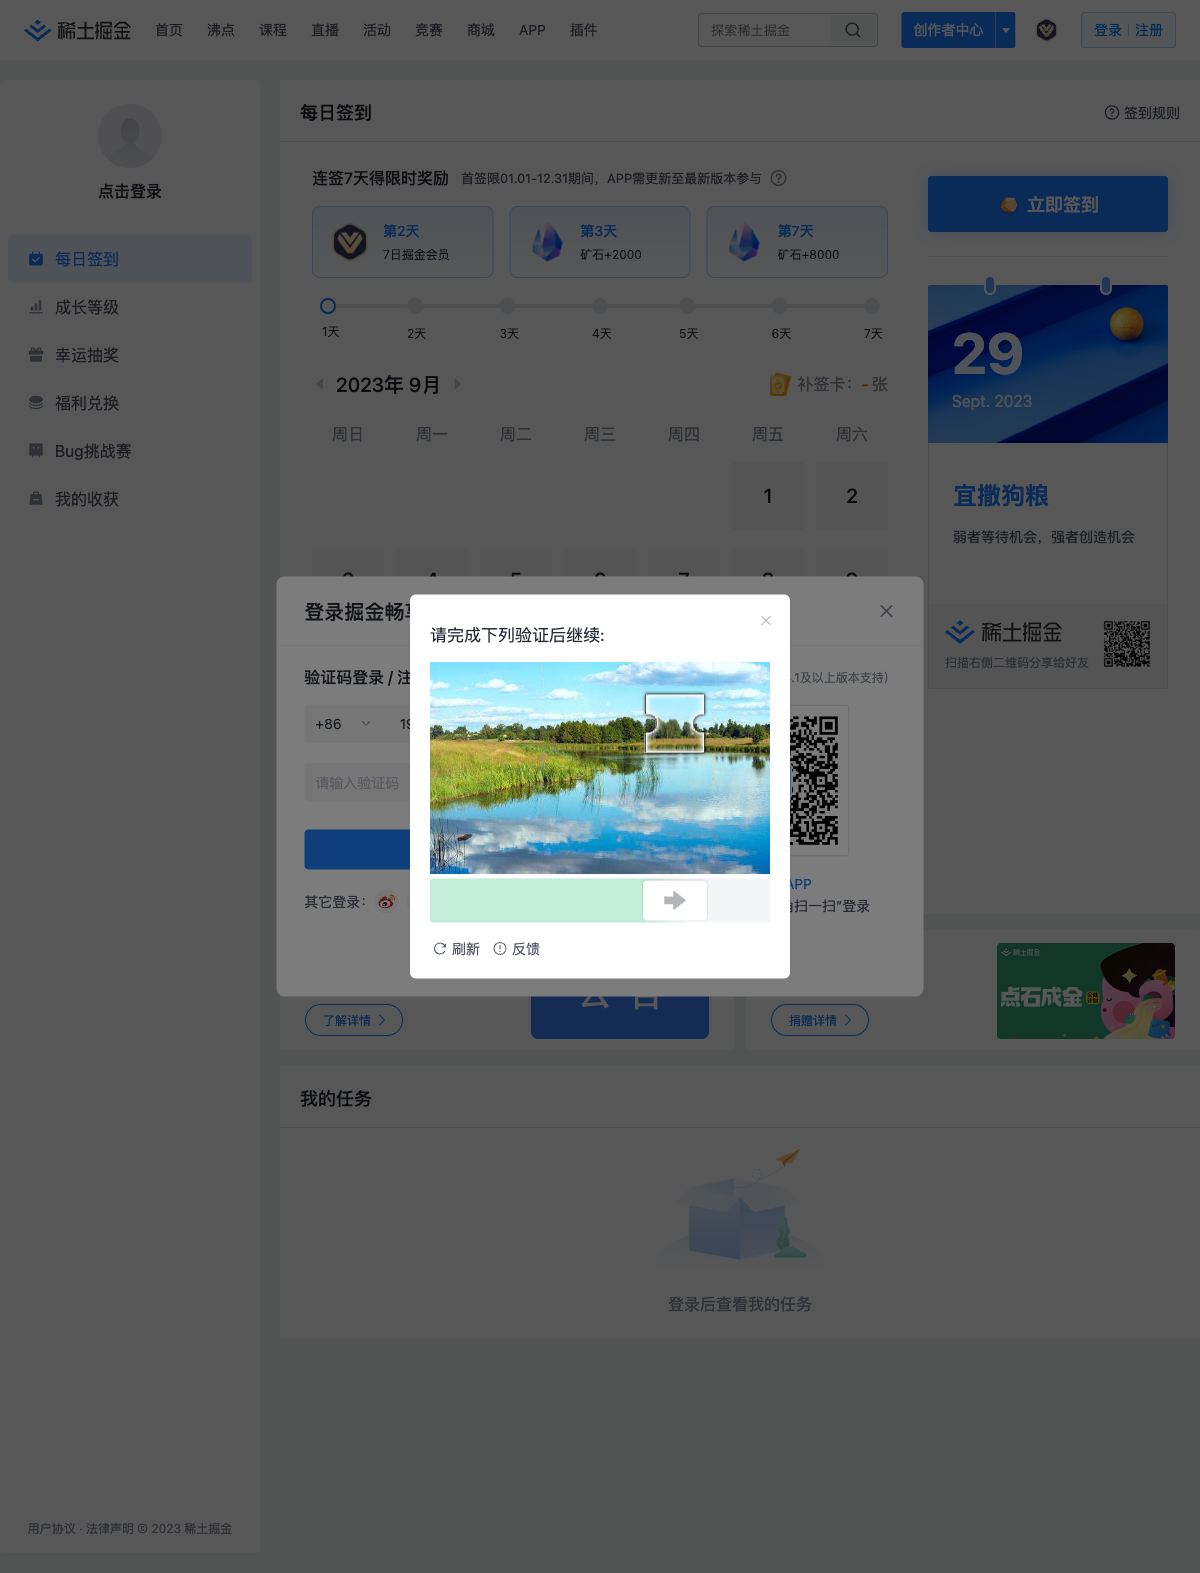 稀土掘金
首页
沸点
课程
直播
活动
竞赛
商城
APP
插件
探索稀土掘金
创作者中心
登录
注册
点击登录
每日签到
成长等级
幸运抽奖
福利兑换
Bug挑战赛
我的收获
每日签到
签到规则
连签7天得限时奖励
首签限01.01-12.31期间，APP需更新至最新版本参与
第2天
7日掘金会员
第3天
矿石+2000
第7天
矿石+8000
1天
2天
3天
4天
5天
6天
7天
2023年 9月
补签卡：-张
周日
周一
周二
周三
周四
周五
周六
1
2
立即签到
29
Sept. 2023
宜撒狗粮
弱者等待机会，强者创造机会
稀土掘金
扫描右侧二维码分享给好友
登录掘金畅
验证码登录 / 注
.1及以上版本支持)
+86
19
请输入验证码
其它登录：
APP
扫一扫”登录
请完成下列验证后继续:
刷新
反馈
了解详情
捐赠详情
稀土掘金
点石成金
我的任务
登录后查看我的任务
用户协议 · 法律声明 © 2023 稀土掘金